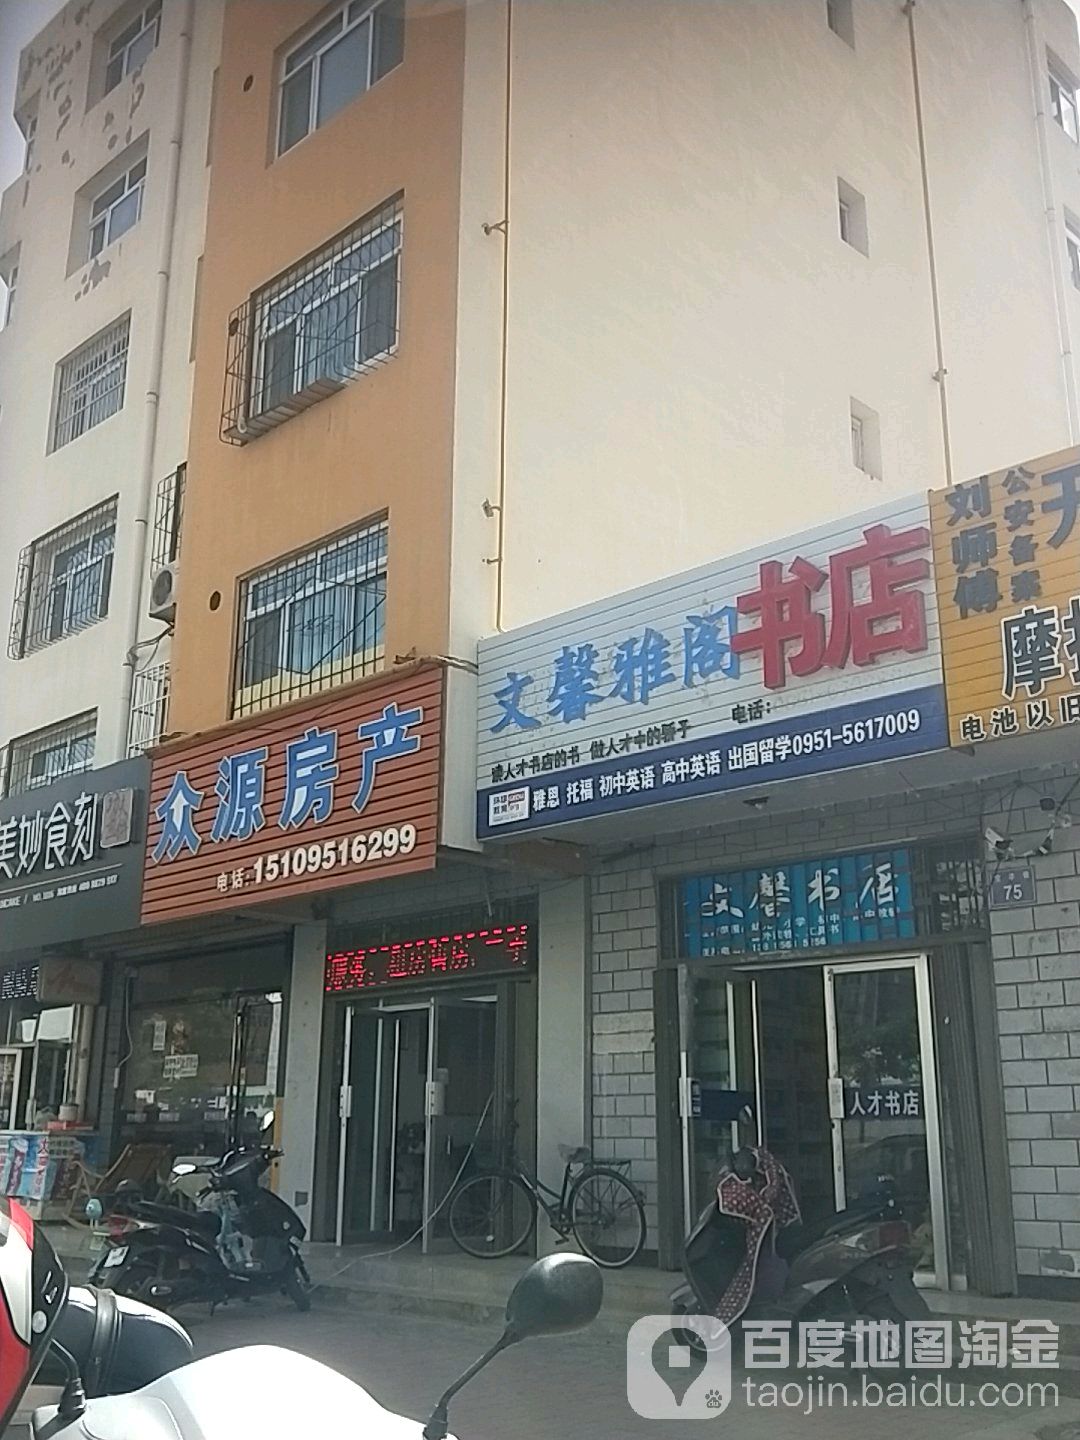 美妙食刻
众源房产
电话:15109516299
文馨雅阁书店
读人才书店的书 做人才中的骄子
电话:
雅思 托福 初中英语 高中英语 出国留学0951-5617009
刘师傅
公安备案
开
摩托
电池以旧
文馨书店
75
人才书店
百度地图淘金
taojin.baidu.com